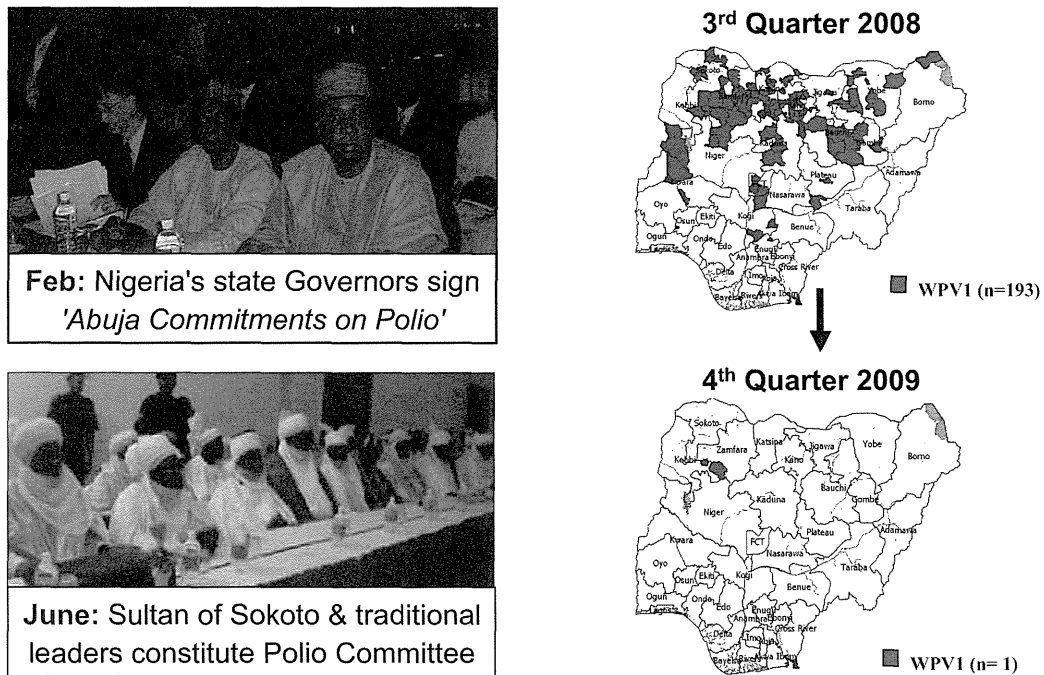 Feb: Nigeria's state Governors sign
'Abuja Commitments on Polio'
June: Sultan of Sokoto & traditional
leaders constitute Polio Committee
3rd Quarter 2008
Sokoto
Yobe
Borno
Niger
Kaduna
Plateau
Adamawa
Nasarawa
Taraba
Oyo
Osun
Ekiti
Kogi
Benue
Ogun
Ondo
Edo
Enugu
Anambra
Ebonyi
Cross River
Delta
Imo
WPV1 (n=193)
4th Quarter 2009
Sokoto
Zamfara
Katsina
Jigawa
Yobe
Borno
Kebbi
Kano
Bauchi
Gombe
Kaduna
Niger
Adamawa
Kwara
FCT
Plateau
Nasarawa
Taraba
Oyo
Osun
Ekiti
Kogi
Benue
Ogun
Ondo
Edo
Enugu
Anambra
Ebonyi
Cross River
Delta
Imo
WPV1 (n= 1)